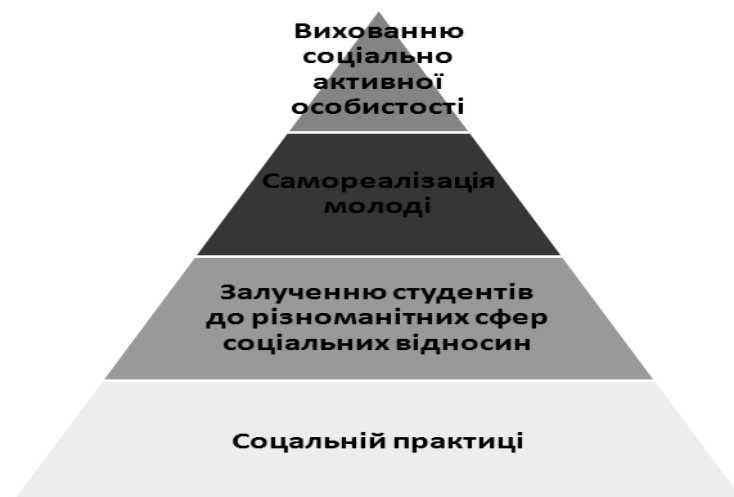 Вихованню
соціально
активної
особистості
Самореалізація
молоді
Залученню студентів
до різноманітних сфер
соціальних відносин
Соцальній практиці